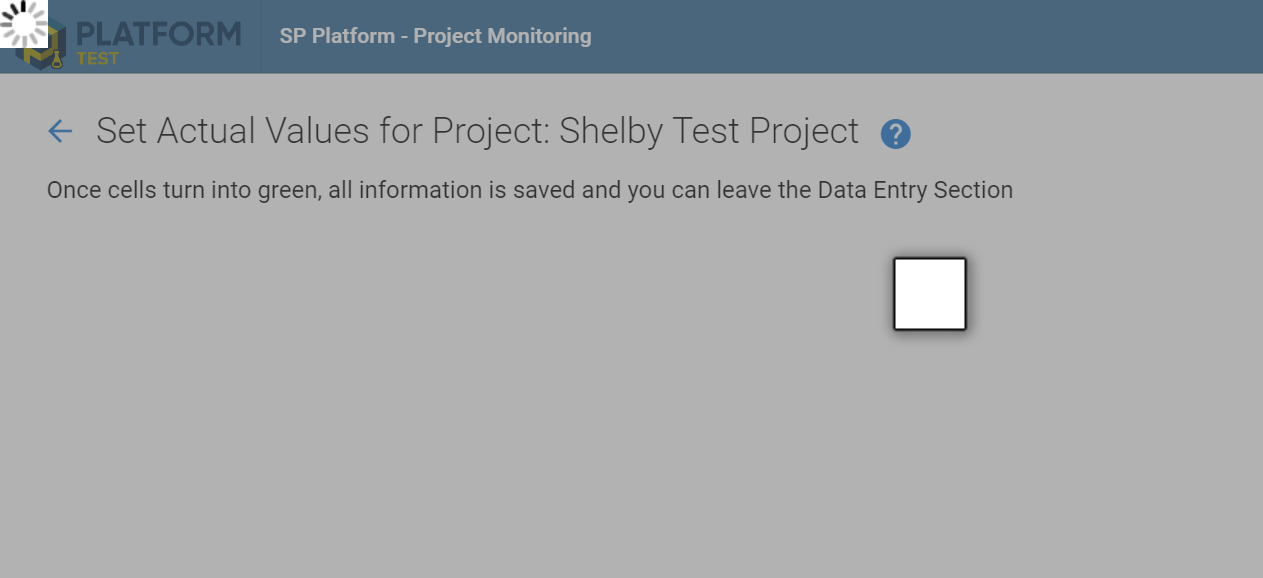 PLATFORM
TEST
SP Platform - Project Monitoring
Set Actual Values for Project: Shelby Test Project ?
Once cells turn into green, all information is saved and you can leave the Data Entry Section